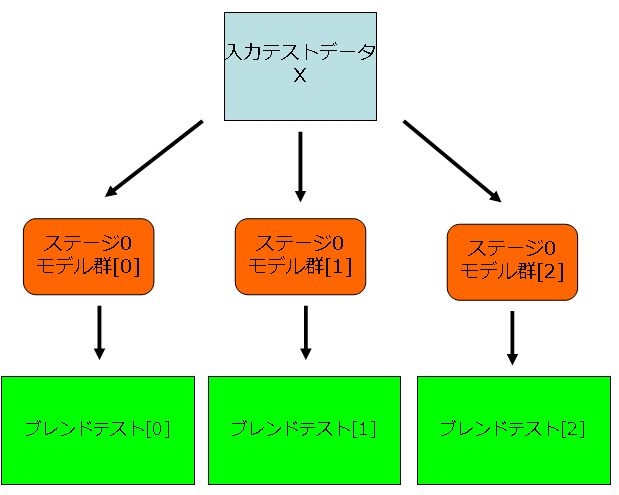 入力テストデータ
X
ステージ0
モデル群[0]
ステージ0
モデル群[1]
ステージ0
モデル群[2]
ブレンドテスト[0]
ブレンドテスト[1]
ブレンドテスト[2]